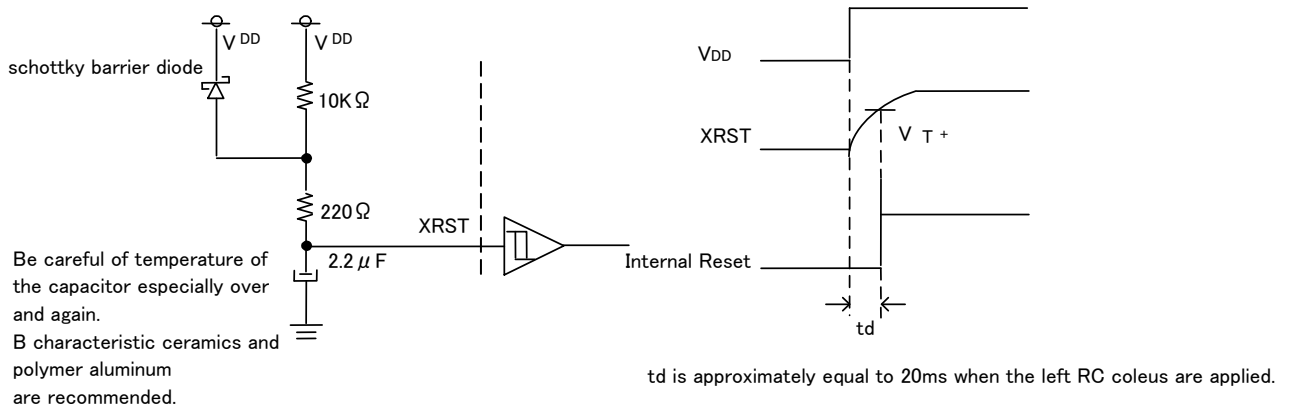 V DD
V DD
schottky barrier diode
10KΩ
220Ω
XRST
2.2μF
Be careful of temperature of
the capacitor especially over
and again.
B characteristic ceramics and
polymer aluminum
are recommended.
VDD
XRST
V T +
Internal Reset
td
td is approximately equal to 20ms when the left RC coleus are applied.